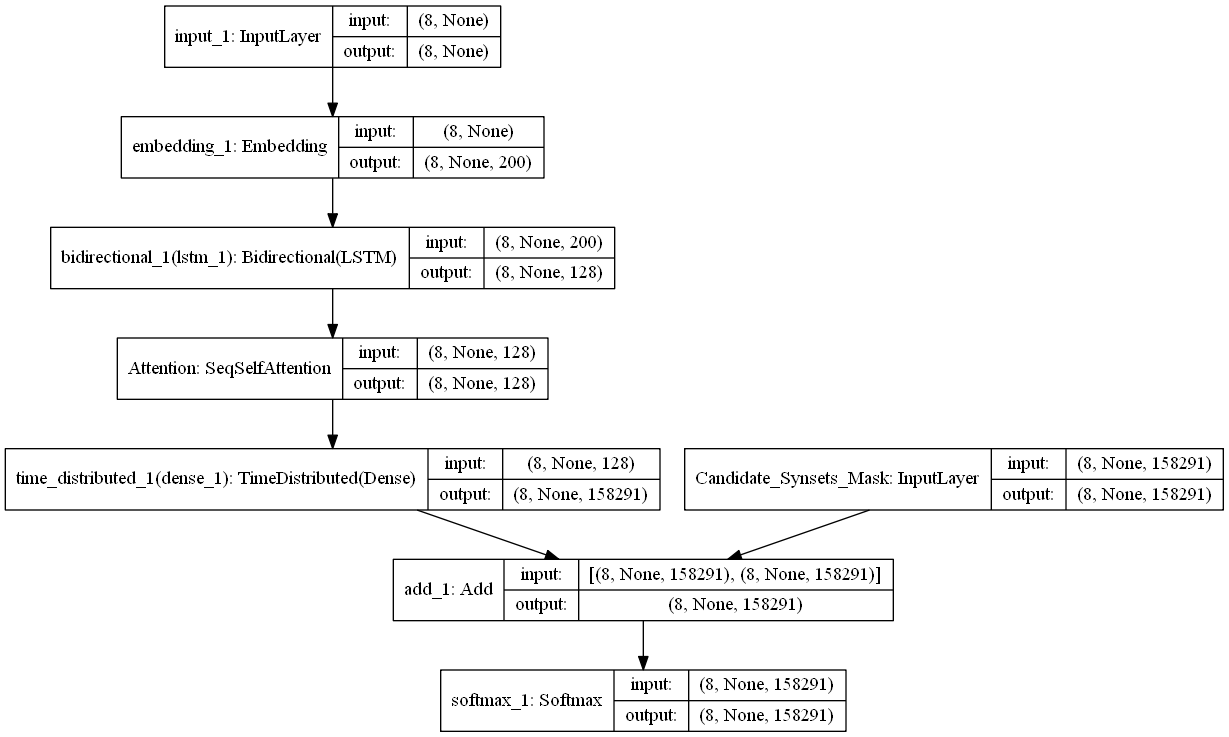 input_1: InputLayer
input: (8, None)
output: (8, None)
embedding_1: Embedding
input: (8, None)
output: (8, None, 200)
bidirectional_1(lstm_1): Bidirectional(LSTM)
input: (8, None, 200)
output: (8, None, 128)
Attention: SeqSelfAttention
input: (8, None, 128)
output: (8, None, 128)
time_distributed_1(dense_1): TimeDistributed(Dense)
input: (8, None, 128)
output: (8, None, 158291)
Candidate_Synsets_Mask: InputLayer
input: (8, None, 158291)
output: (8, None, 158291)
add_1: Add
input: [(8, None, 158291), (8, None, 158291)]
output: (8, None, 158291)
softmax_1: Softmax
input: (8, None, 158291)
output: (8, None, 158291)